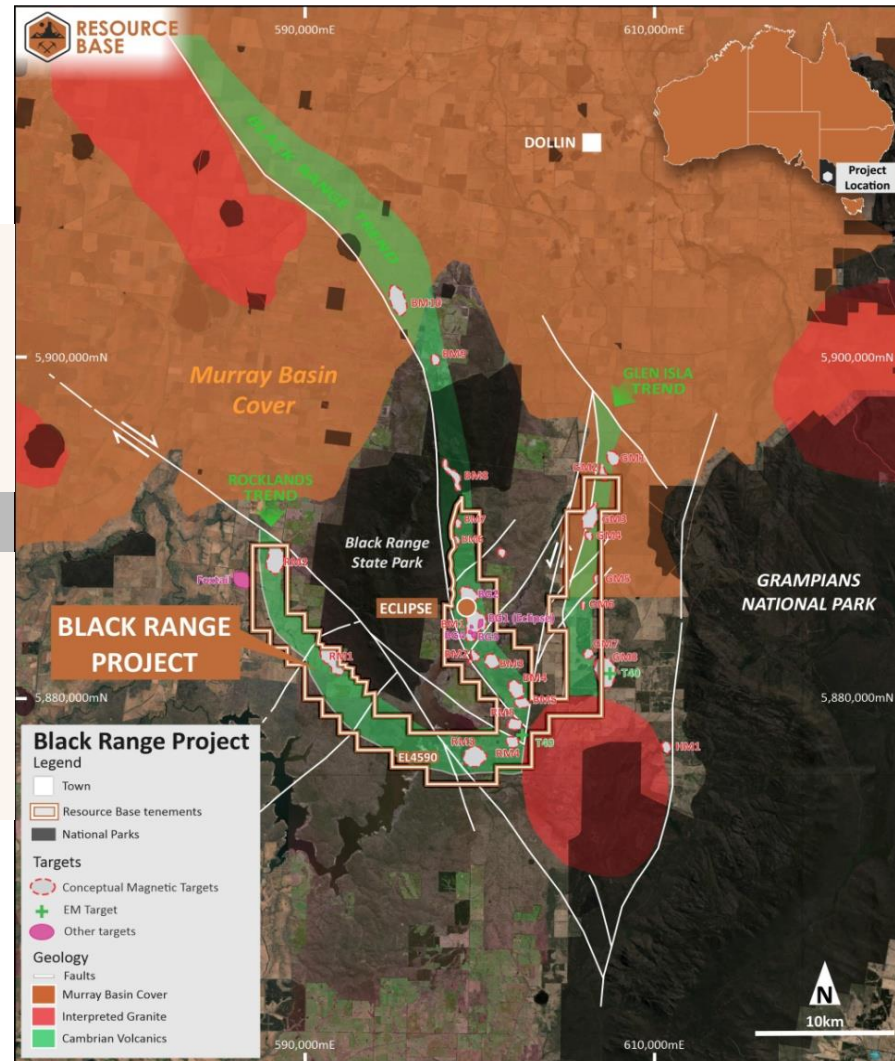 RESOURCE
BASE
590,000mE
610,000mE
BLACK RANGE TREND
DOLLIN
Project
Location
BM10
BM9
5,900,000mN
5,900,000mN
Murray Basin
Cover
GLEN ISLA
TREND
GM1
BM8
ROCKLANDS
TREND
BM7
GM3
BM6
GM4
Black Range
State Park
GM5
GRAMPIANS
NATIONAL PARK
BG2
GM6
ECLIPSE
BM1
BG1 (Eclipse)
BLACK RANGE
PROJECT
RM1
BM3
GM7
GM8
T40
5,880,000mN
5,880,000mN
BM4
BM5
RM3
BM4
HM1
EL4590
Black Range Project
Legend
Town
Resource Base tenements
National Parks
Targets
Conceptual Magnetic Targets
EM Target
Other targets
Geology
Faults
Murray Basin Cover
Interpreted Granite
Cambrian Volcanics
N
10km
590,000mE
610,000mE